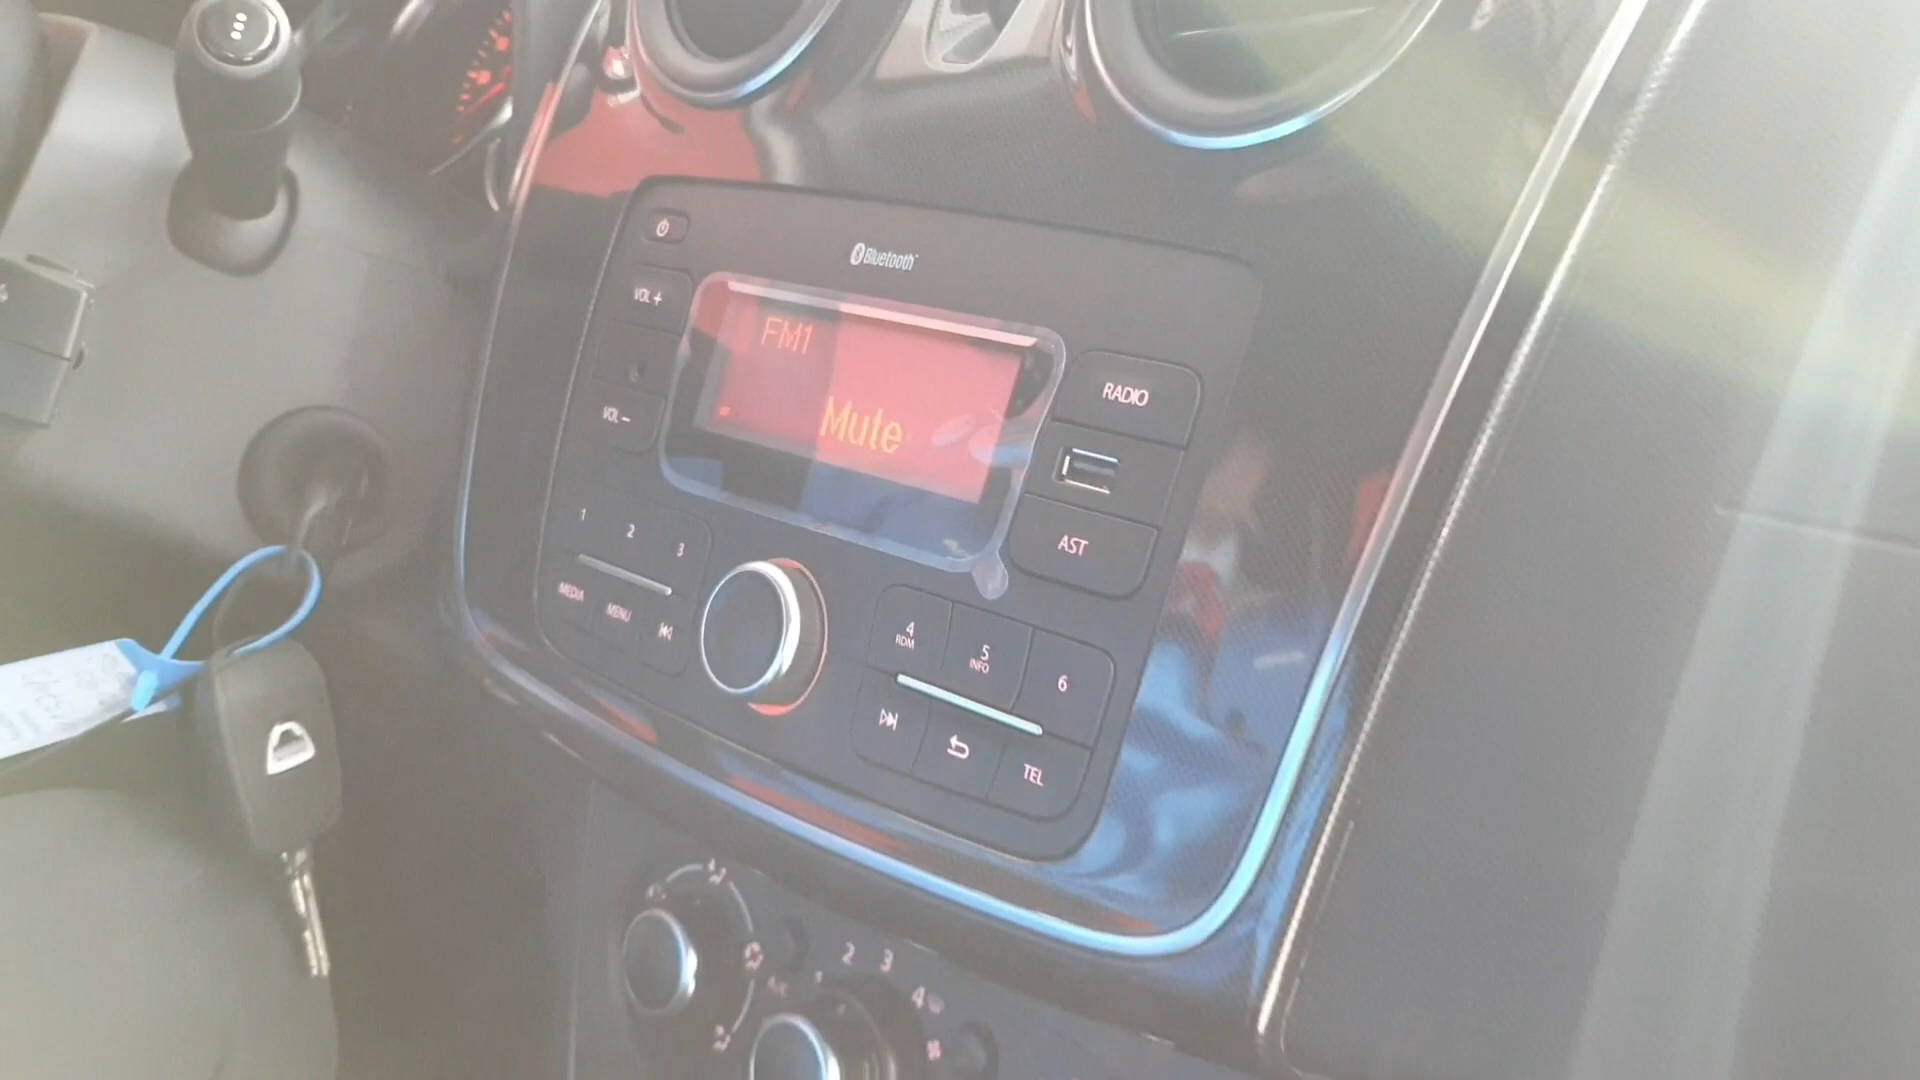 Bluetooth
VOL +
FM1
RADIO
Mute
VOL −
AST
1
2
3
MEDIA
MENU
4
RDM
5
INFO
6
TEL
1
2
3
4
A/C